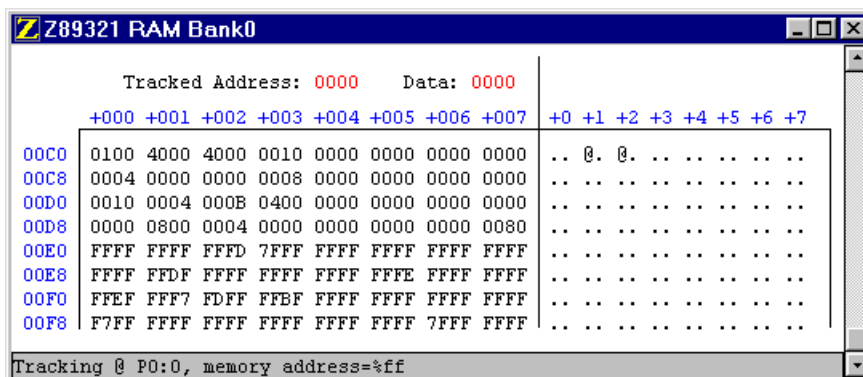 Z Z89321 RAM Bank0
Tracked Address: 0000 Data: 0000
+000 +001 +002 +003 +004 +005 +006 +007 +0 +1 +2 +3 +4 +5 +6 +7
00C0 0100 4000 4000 0010 0000 0000 0000 0000 .. @. @. .. .. .. .. ..
00C8 0004 0000 0000 0008 0000 0000 0000 0000 .. .. .. .. .. .. .. ..
00D0 0010 0004 000B 0400 0000 0000 0000 0000 .. .. .. .. .. .. .. ..
00D8 0000 0800 0004 0000 0000 0000 0000 0080 .. .. .. .. .. .. .. ..
00E0 FFFF FFFF FFFD 7FFF FFFF FFFF FFFF FFFF .. .. .. .. .. .. .. ..
00E8 FFFF FFDF FFFF FFFF FFFF FFFE FFFF FFFF .. .. .. .. .. .. .. ..
00F0 FFEF FFF7 FDFF FFBF FFFF FFFF FFFF FFFF .. .. .. .. .. .. .. ..
00F8 F7FF FFFF FFFF FFFF FFFF FFFF 7FFF FFFF .. .. .. .. .. .. .. ..
Tracking @ P0:0, memory address=%ff